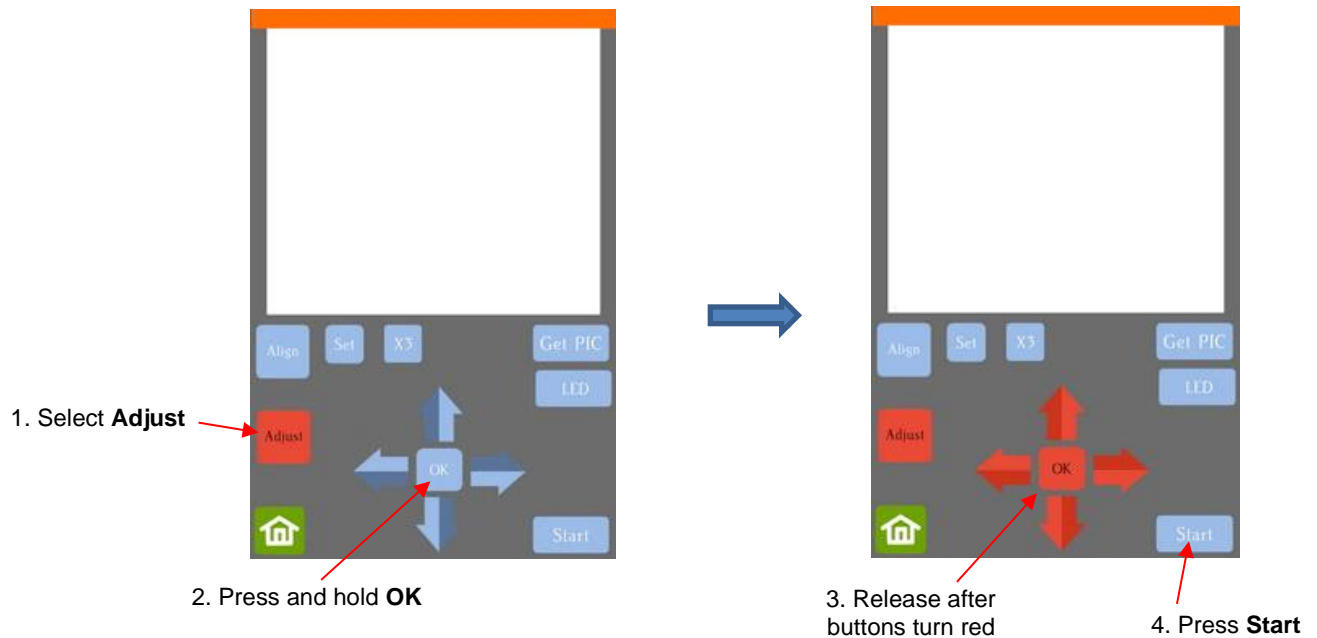 Align
Set
X3
Get PIC
LED
1. Select Adjust
Adjust
OK
Start
2. Press and hold OK
Align
Set
X3
Get PIC
LED
Adjust
OK
Start
3. Release after
buttons turn red
4. Press Start